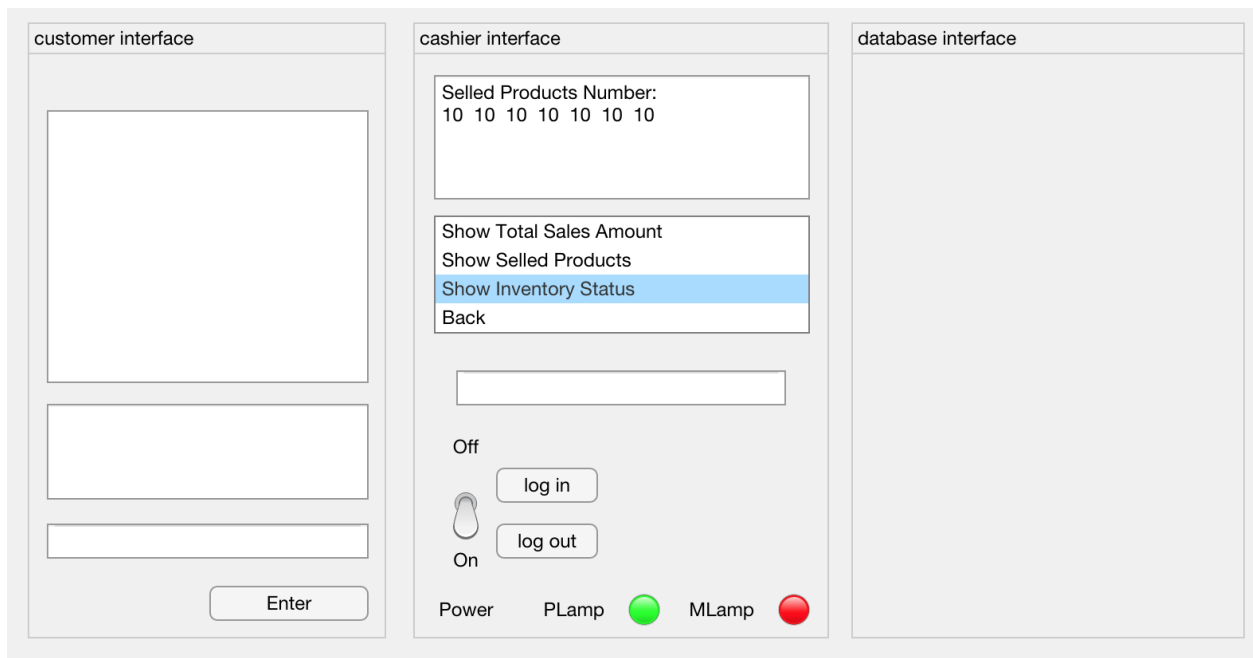 customer interface
Enter
cashier interface
Selled Products Number:
10 10 10 10 10 10 10
Show Total Sales Amount
Show Selled Products
Show Inventory Status
Back
Off
log in
log out
On
Power PLamp MLamp
database interface